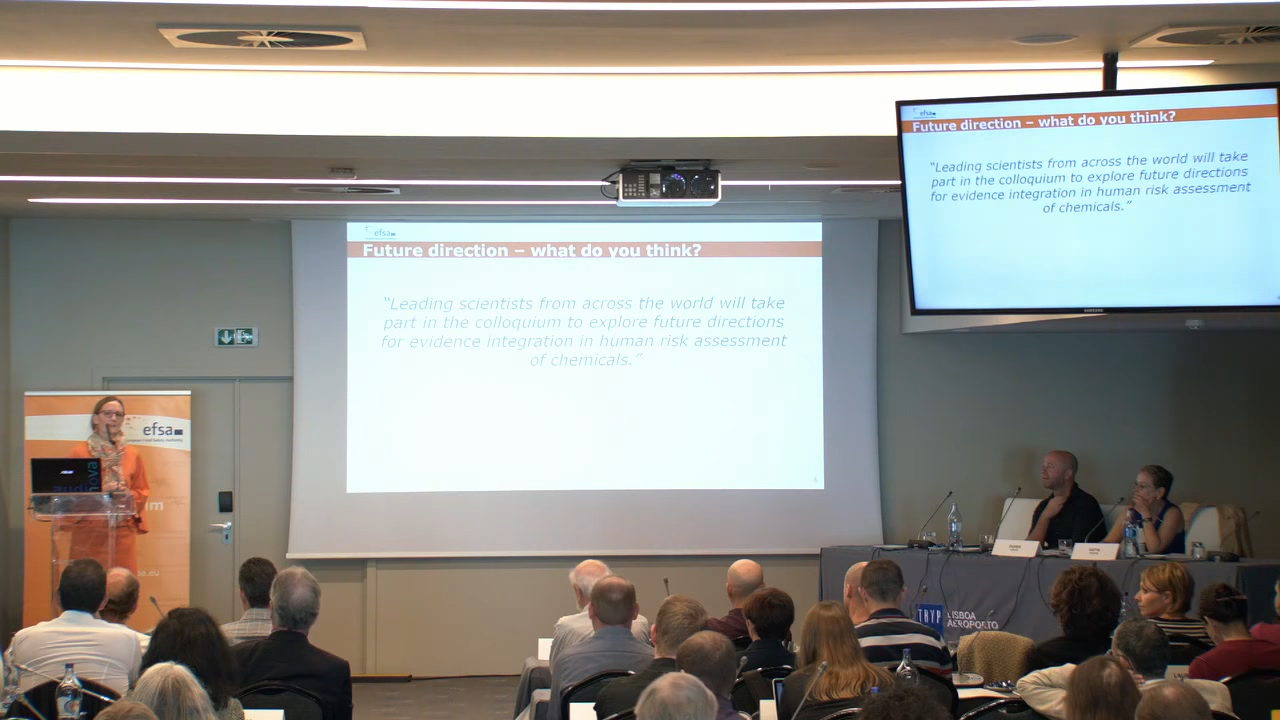 efsa
Future direction – what do you think?
“Leading scientists from across the world will take
part in the colloquium to explore future directions
for evidence integration in human risk assessment
of chemicals.”
efsa
Future direction – what do you think?
“Leading scientists from across the world will take
part in the colloquium to explore future directions
for evidence integration in human risk assessment
of chemicals.”
SAMSUNG
efsa
European Food Safety Authority
TRYP
LISBOA
AEROPORTO